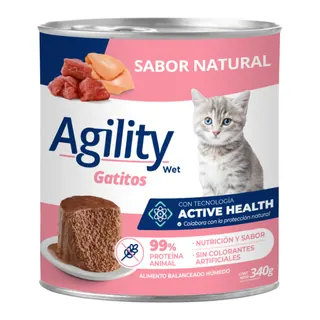 SABOR NATURAL
Agility
Wet
Gatitos
CON TECNOLOGÍA
ACTIVE HEALTH
Colabora con la protección natural
99%
PROTEÍNA
ANIMAL
• NUTRICIÓN Y SABOR
• SIN COLORANTES
ARTIFICIALES
ALIMENTO BALANCEADO HÚMEDO
340g